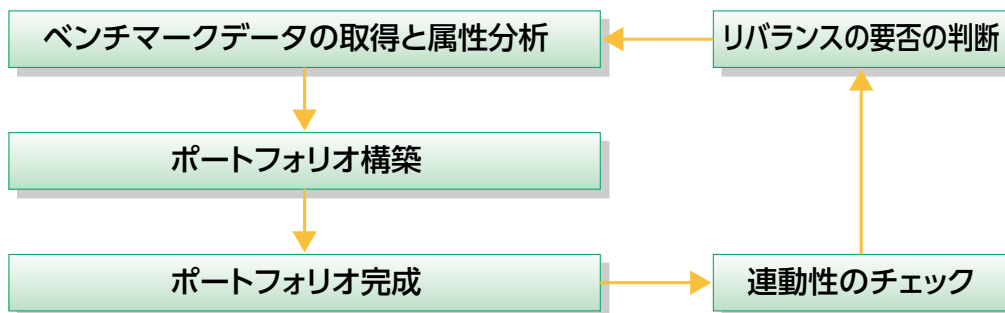 ベンチマークデータの取得と属性分析
リバランスの要否の判断
ポートフォリオ構築
ポートフォリオ完成
連動性のチェック